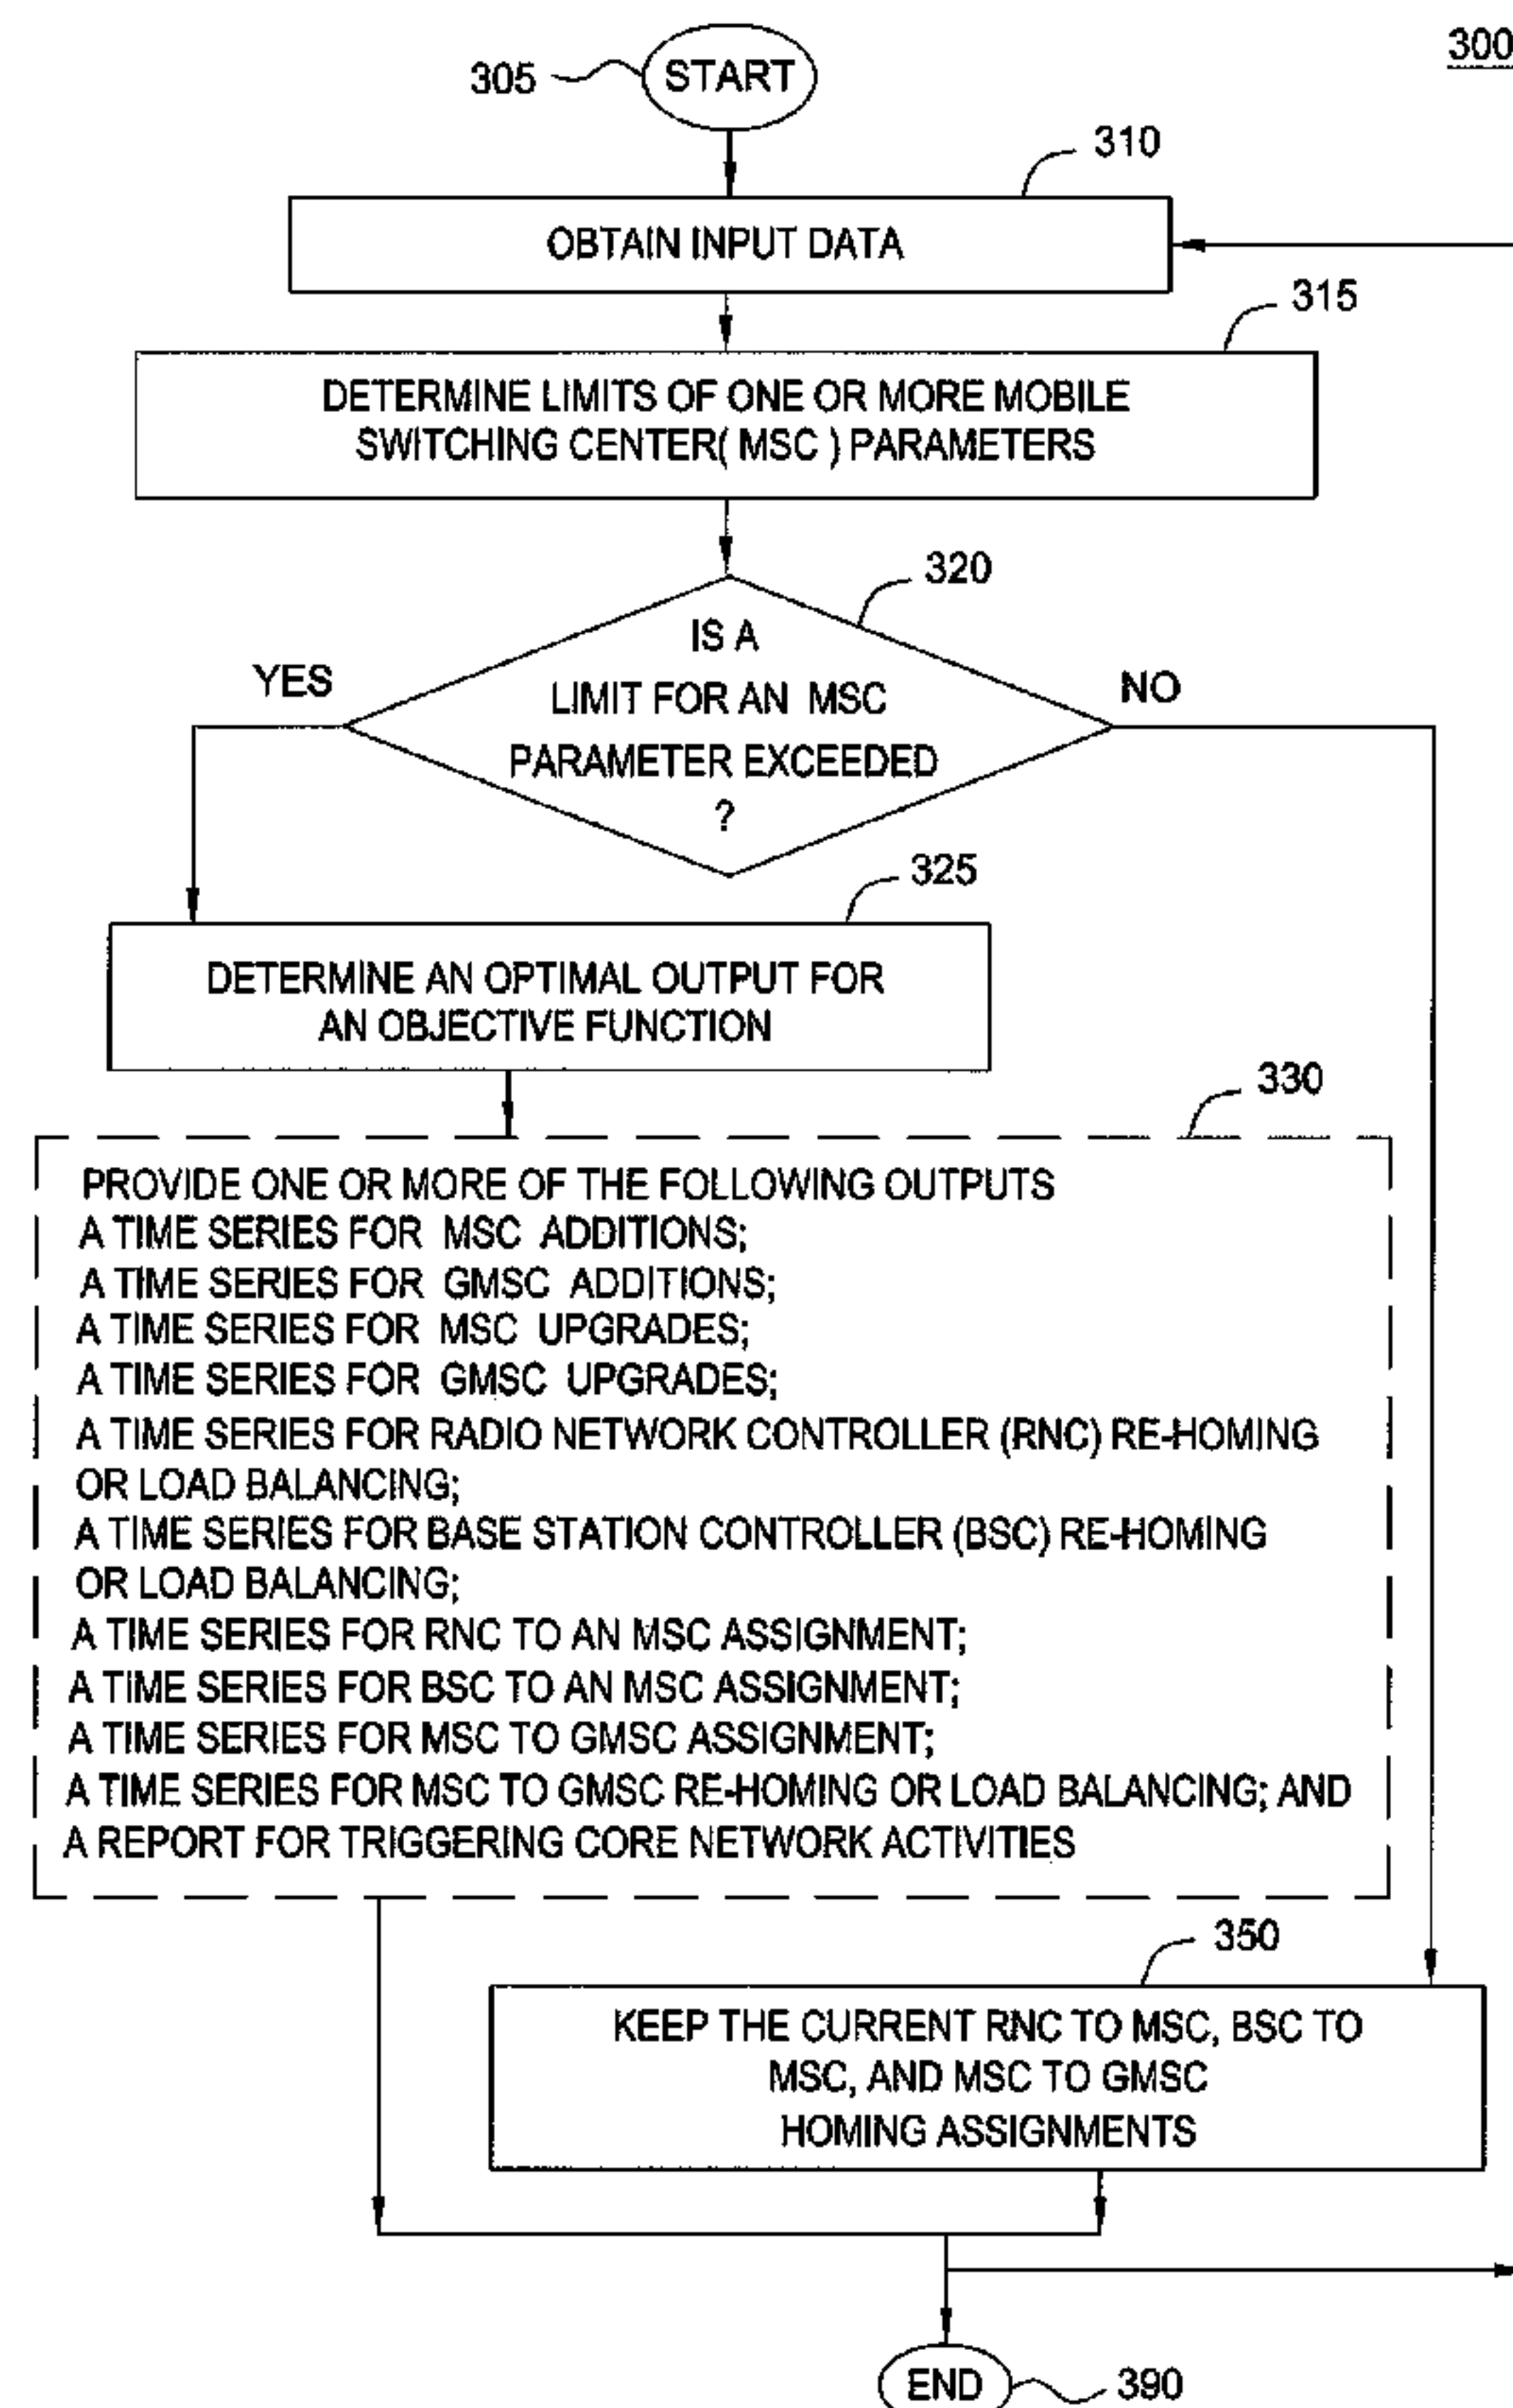 300
305
START
310
OBTAIN INPUT DATA
315
DETERMINE LIMITS OF ONE OR MORE MOBILE
SWITCHING CENTER( MSC ) PARAMETERS
320
IS A
LIMIT FOR AN MSC
PARAMETER EXCEEDED
?
YES
NO
325
DETERMINE AN OPTIMAL OUTPUT FOR
AN OBJECTIVE FUNCTION
330
PROVIDE ONE OR MORE OF THE FOLLOWING OUTPUTS
A TIME SERIES FOR MSC ADDITIONS;
A TIME SERIES FOR GMSC ADDITIONS;
A TIME SERIES FOR MSC UPGRADES;
A TIME SERIES FOR GMSC UPGRADES;
A TIME SERIES FOR RADIO NETWORK CONTROLLER (RNC) RE-HOMING
OR LOAD BALANCING;
A TIME SERIES FOR BASE STATION CONTROLLER (BSC) RE-HOMING
OR LOAD BALANCING;
A TIME SERIES FOR RNC TO AN MSC ASSIGNMENT;
A TIME SERIES FOR BSC TO AN MSC ASSIGNMENT;
A TIME SERIES FOR MSC TO GMSC ASSIGNMENT;
A TIME SERIES FOR MSC TO GMSC RE-HOMING OR LOAD BALANCING; AND
A REPORT FOR TRIGGERING CORE NETWORK ACTIVITIES
350
KEEP THE CURRENT RNC TO MSC, BSC TO
MSC, AND MSC TO GMSC
HOMING ASSIGNMENTS
END
390